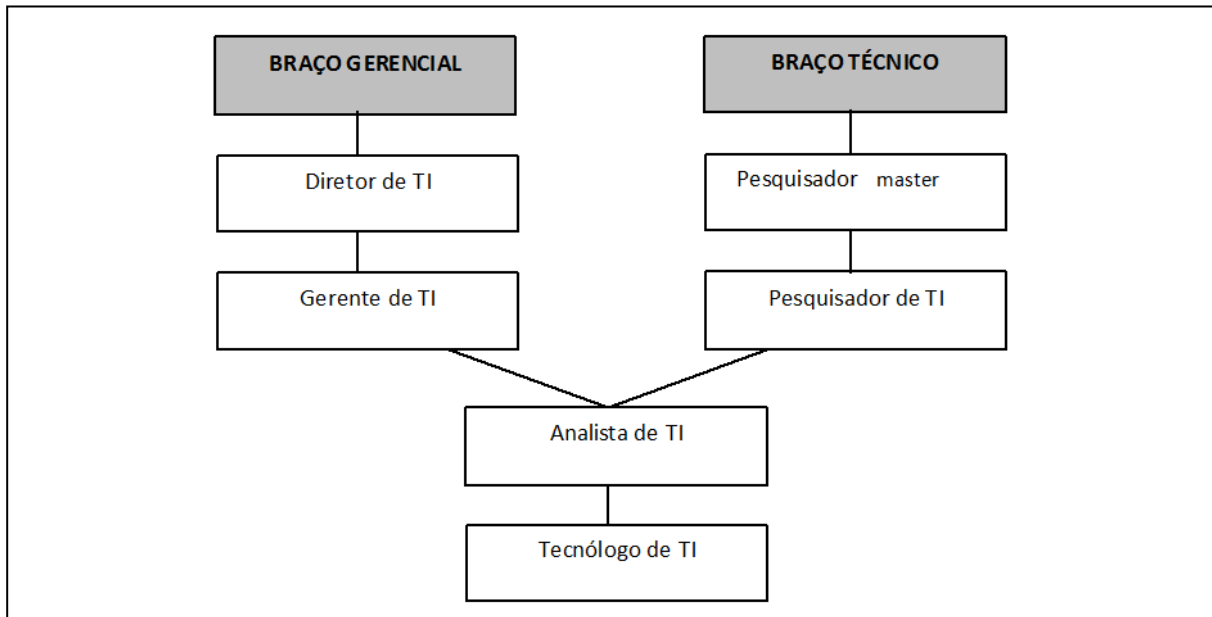 BRAÇO GERENCIAL
BRAÇO TÉCNICO
Diretor de TI
Pesquisador master
Gerente de TI
Pesquisador de TI
Analista de TI
Tecnólogo de TI